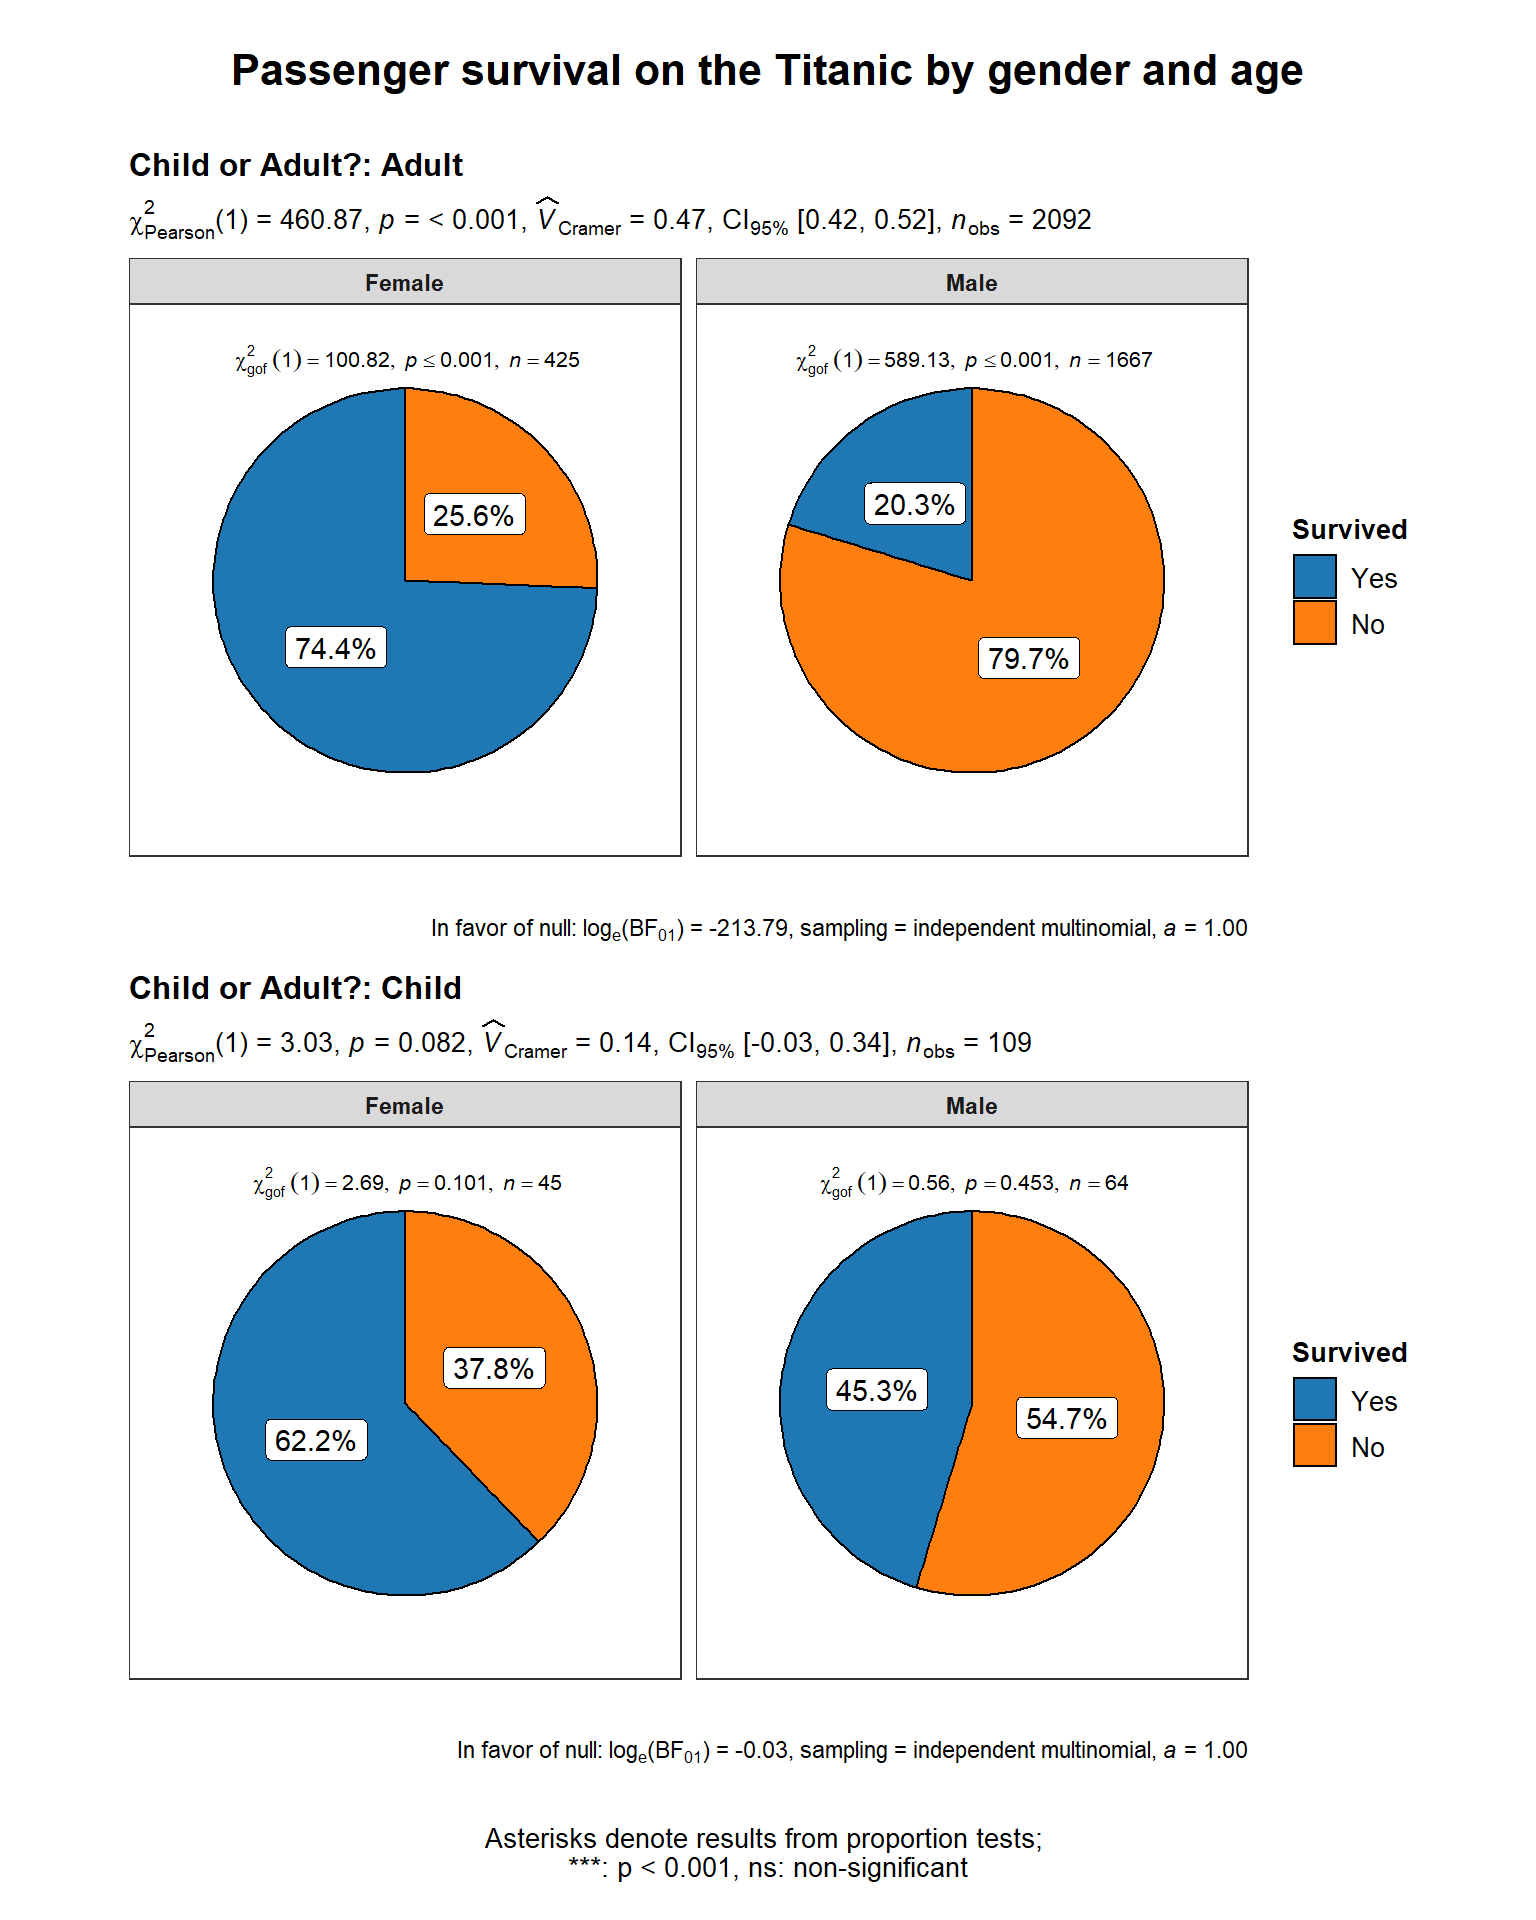 Passenger survival on the Titanic by gender and age
Child or Adult?: Adult
χ²Pearson(1) = 460.87, p = < 0.001, V̂Cramer = 0.47, CI95% [0.42, 0.52], nobs = 2092
Female
Male
χ²gof (1) = 100.82, p ≤ 0.001, n = 425
χ²gof (1) = 589.13, p ≤ 0.001, n = 1667
25.6%
74.4%
20.3%
79.7%
Survived
Yes
No
In favor of null: loge(BF01) = -213.79, sampling = independent multinomial, a = 1.00
Child or Adult?: Child
χ²Pearson(1) = 3.03, p = 0.082, V̂Cramer = 0.14, CI95% [-0.03, 0.34], nobs = 109
Female
Male
χ²gof (1) = 2.69, p = 0.101, n = 45
χ²gof (1) = 0.56, p = 0.453, n = 64
37.8%
62.2%
45.3%
54.7%
Survived
Yes
No
In favor of null: loge(BF01) = -0.03, sampling = independent multinomial, a = 1.00
Asterisks denote results from proportion tests;
***: p < 0.001, ns: non-significant